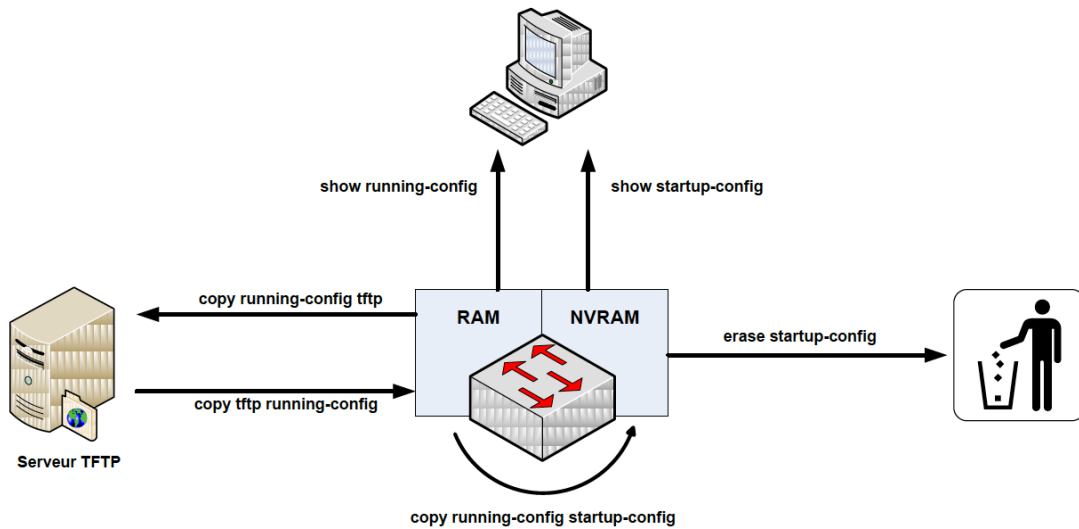 show running-config
show startup-config
copy running-config tftp
RAM
NVRAM
erase startup-config
copy tftp running-config
Serveur TFTP
copy running-config startup-config